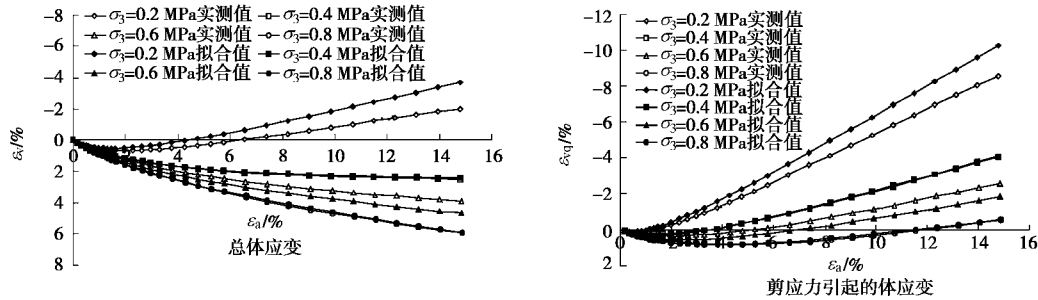 σ₃=0.2 MPa实测值 σ₃=0.4 MPa实测值
σ₃=0.6 MPa实测值 σ₃=0.8 MPa实测值
σ₃=0.2 MPa拟合值 σ₃=0.4 MPa拟合值
σ₃=0.6 MPa拟合值 σ₃=0.8 MPa拟合值
-8
-6
-4
-2
0
2
4
6
8
εᵥ/%
0 2 4 6 8 10 12 14 16
εₐ/%
总体应变
σ₃=0.2 MPa实测值
σ₃=0.4 MPa实测值
σ₃=0.6 MPa实测值
σ₃=0.8 MPa实测值
σ₃=0.2 MPa拟合值
σ₃=0.4 MPa拟合值
σ₃=0.6 MPa拟合值
σ₃=0.8 MPa拟合值
-12
-10
-8
-6
-4
-2
0
2
ε_vq/%
0 2 4 6 8 10 12 14 16
εₐ/%
剪应力引起的体应变